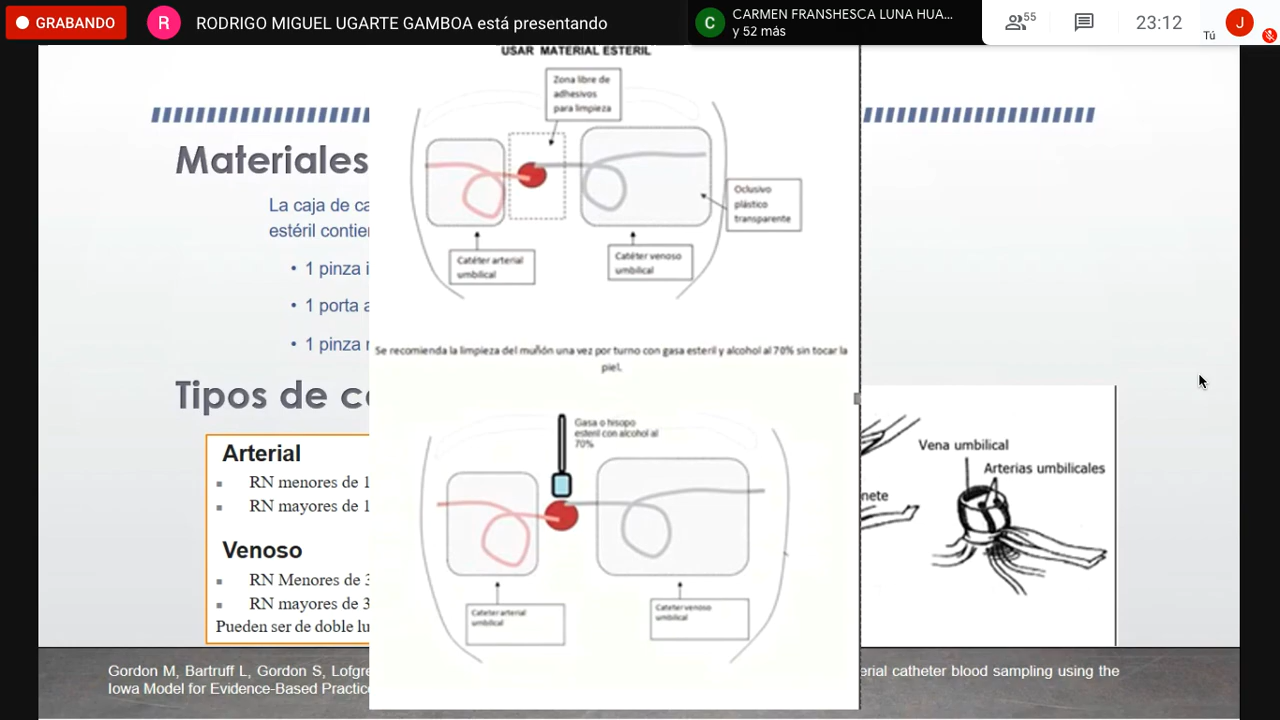 GRABANDO
R
RODRIGO MIGUEL UGARTE GAMBOA está presentando
C
CARMEN FRANSHESCA LUNA HUA...
y 52 más
55
23:12
Tú
J
USAR MATERIAL ESTERIL
Zona libre de
adhesivos
para limpieza
Oclusivo
plástico
transparente
Catéter arterial
umbilical
Catéter venoso
umbilical
Se recomienda la limpieza del muñón una vez por turno con gasa esteril y alcohol al 70% sin tocar la
piel.
Gasa o hisopo
esteril con alcohol al
70%
Cateter arterial
umbilical
Cateter venoso
umbilical
Materiales
La caja de ca
estéril contie
• 1 pinza i
• 1 porta a
• 1 pinza r
Tipos de c
Arterial
▪ RN menores de 1
▪ RN mayores de 1
Venoso
▪ RN Menores de 3
▪ RN mayores de 3
Pueden ser de doble lu
Vena umbilical
Arterias umbilicales
nete
Gordon M, Bartruff L, Gordon S, Lofgre
erial catheter blood sampling using the
Iowa Model for Evidence-Based Practice